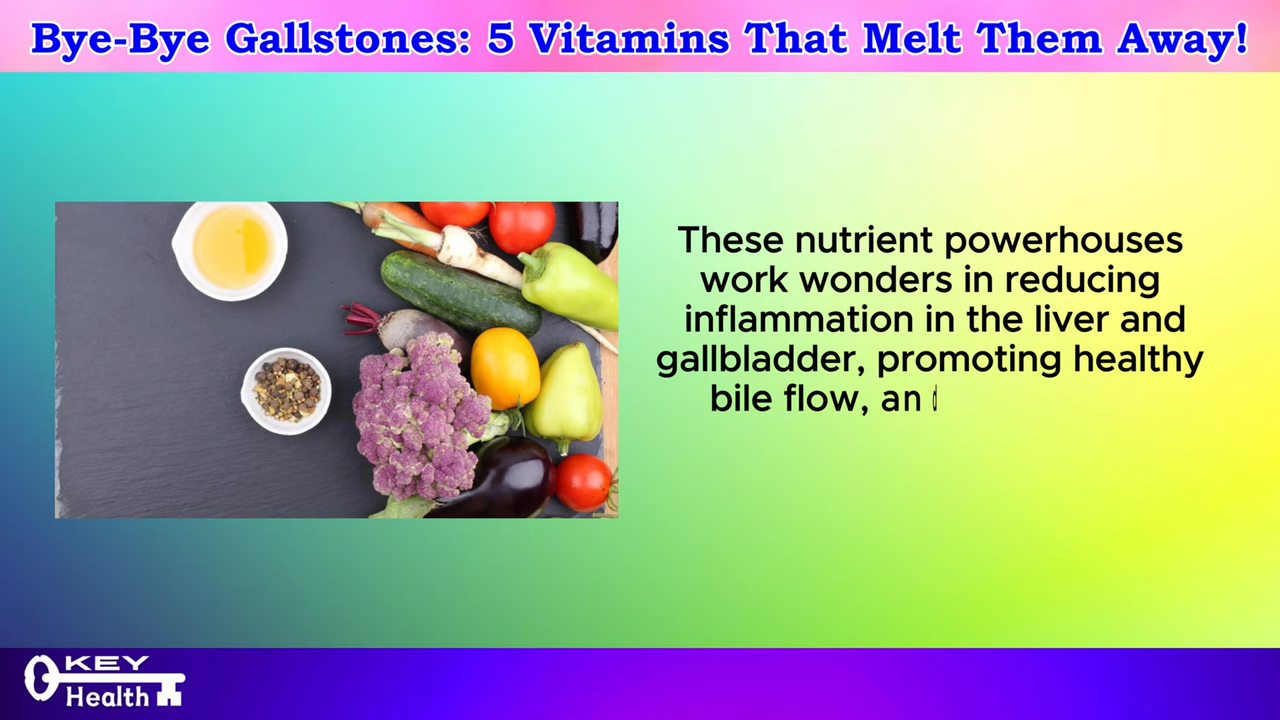 Bye-Bye Gallstones: 5 Vitamins That Melt Them Away!
These nutrient powerhouses
work wonders in reducing
inflammation in the liver and
gallbladder, promoting healthy
bile flow, an
KEY
Health